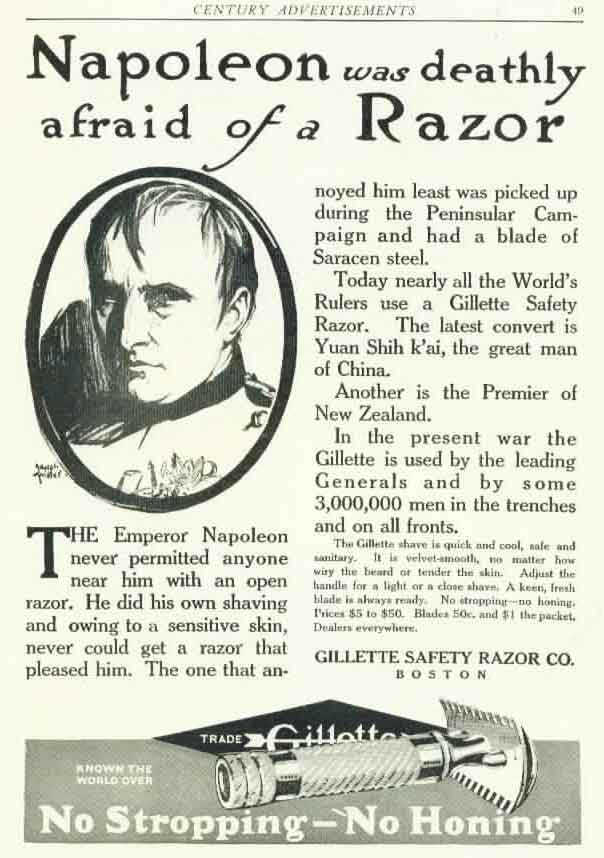 CENTURY ADVERTISEMENTS 49
Napoleon was deathly
afraid of a Razor
THE Emperor Napoleon
never permitted anyone
near him with an open
razor. He did his own shaving
and owing to a sensitive skin,
never could get a razor that
pleased him. The one that an-
noyed him least was picked up
during the Peninsular Cam-
paign and had a blade of
Saracen steel.
Today nearly all the World's
Rulers use a Gillette Safety
Razor. The latest convert is
Yuan Shih k'ai, the great man
of China.
Another is the Premier of
New Zealand.
In the present war the
Gillette is used by the leading
Generals and by some
3,000,000 men in the trenches
and on all fronts.
The Gillette shave is quick and cool, safe and
sanitary. It is velvet-smooth, no matter how
wiry the beard or tender the skin. Adjust the
handle for a light or a close shave. A keen, fresh
blade is always ready. No stropping—no honing.
Prices $5 to $50. Blades 50c. and $1 the packet.
Dealers everywhere.
GILLETTE SAFETY RAZOR CO.
BOSTON
TRADE Gillette
KNOWN THE
WORLD OVER
No Stropping—No Honing